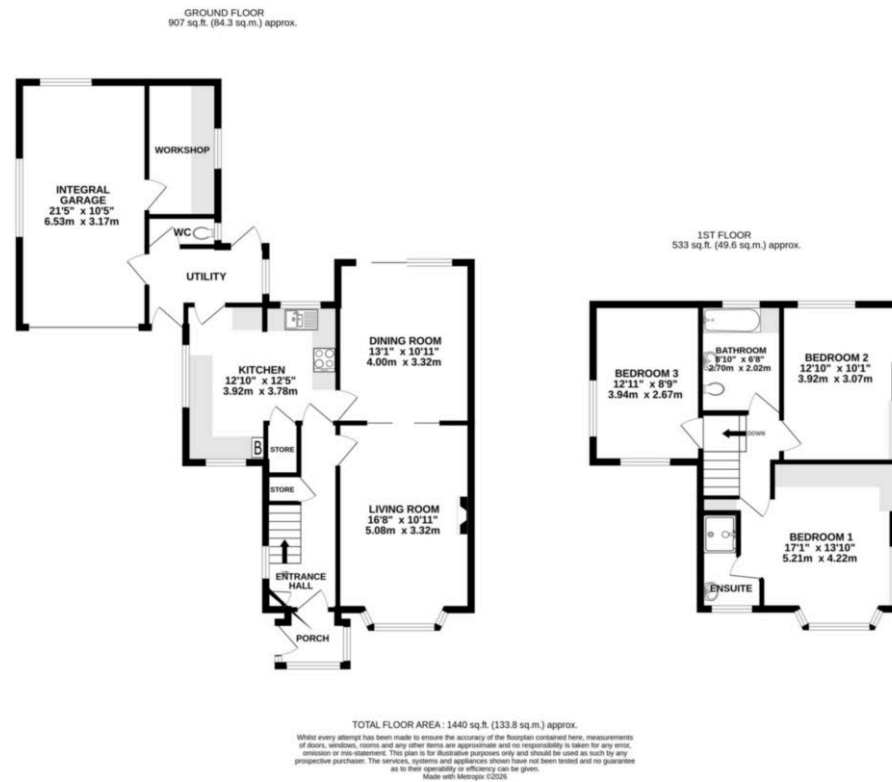 GROUND FLOOR
907 sq.ft. (84.3 sq.m.) approx.
WORKSHOP
INTEGRAL
GARAGE
21'5" x 10'5"
6.53m x 3.17m
WC
UTILITY
DINING ROOM
13'1" x 10'11"
4.00m x 3.32m
KITCHEN
12'10" x 12'5"
3.92m x 3.78m
B
STORE
STORE
LIVING ROOM
16'8" x 10'11"
5.08m x 3.32m
ENTRANCE
HALL
PORCH
1ST FLOOR
533 sq.ft. (49.6 sq.m.) approx.
BATHROOM
8'10" x 6'8"
2.70m x 2.02m
BEDROOM 2
12'10" x 10'1"
3.92m x 3.07m
BEDROOM 3
12'11" x 8'9"
3.94m x 2.67m
DOWN
BEDROOM 1
17'1" x 13'10"
5.21m x 4.22m
ENSUITE
TOTAL FLOOR AREA : 1440 sq.ft. (133.8 sq.m.) approx.
Whilst every attempt has been made to ensure the accuracy of the floorplan contained here, measurements
of doors, windows, rooms and any other items are approximate and no responsibility is taken for any error,
omission or mis-statement. This plan is for illustrative purposes only and should be used as such by any
prospective purchaser. The services, systems and appliances shown have not been tested and no guarantee
as to their operability or efficiency can be given.
Made with Metropix ©2026